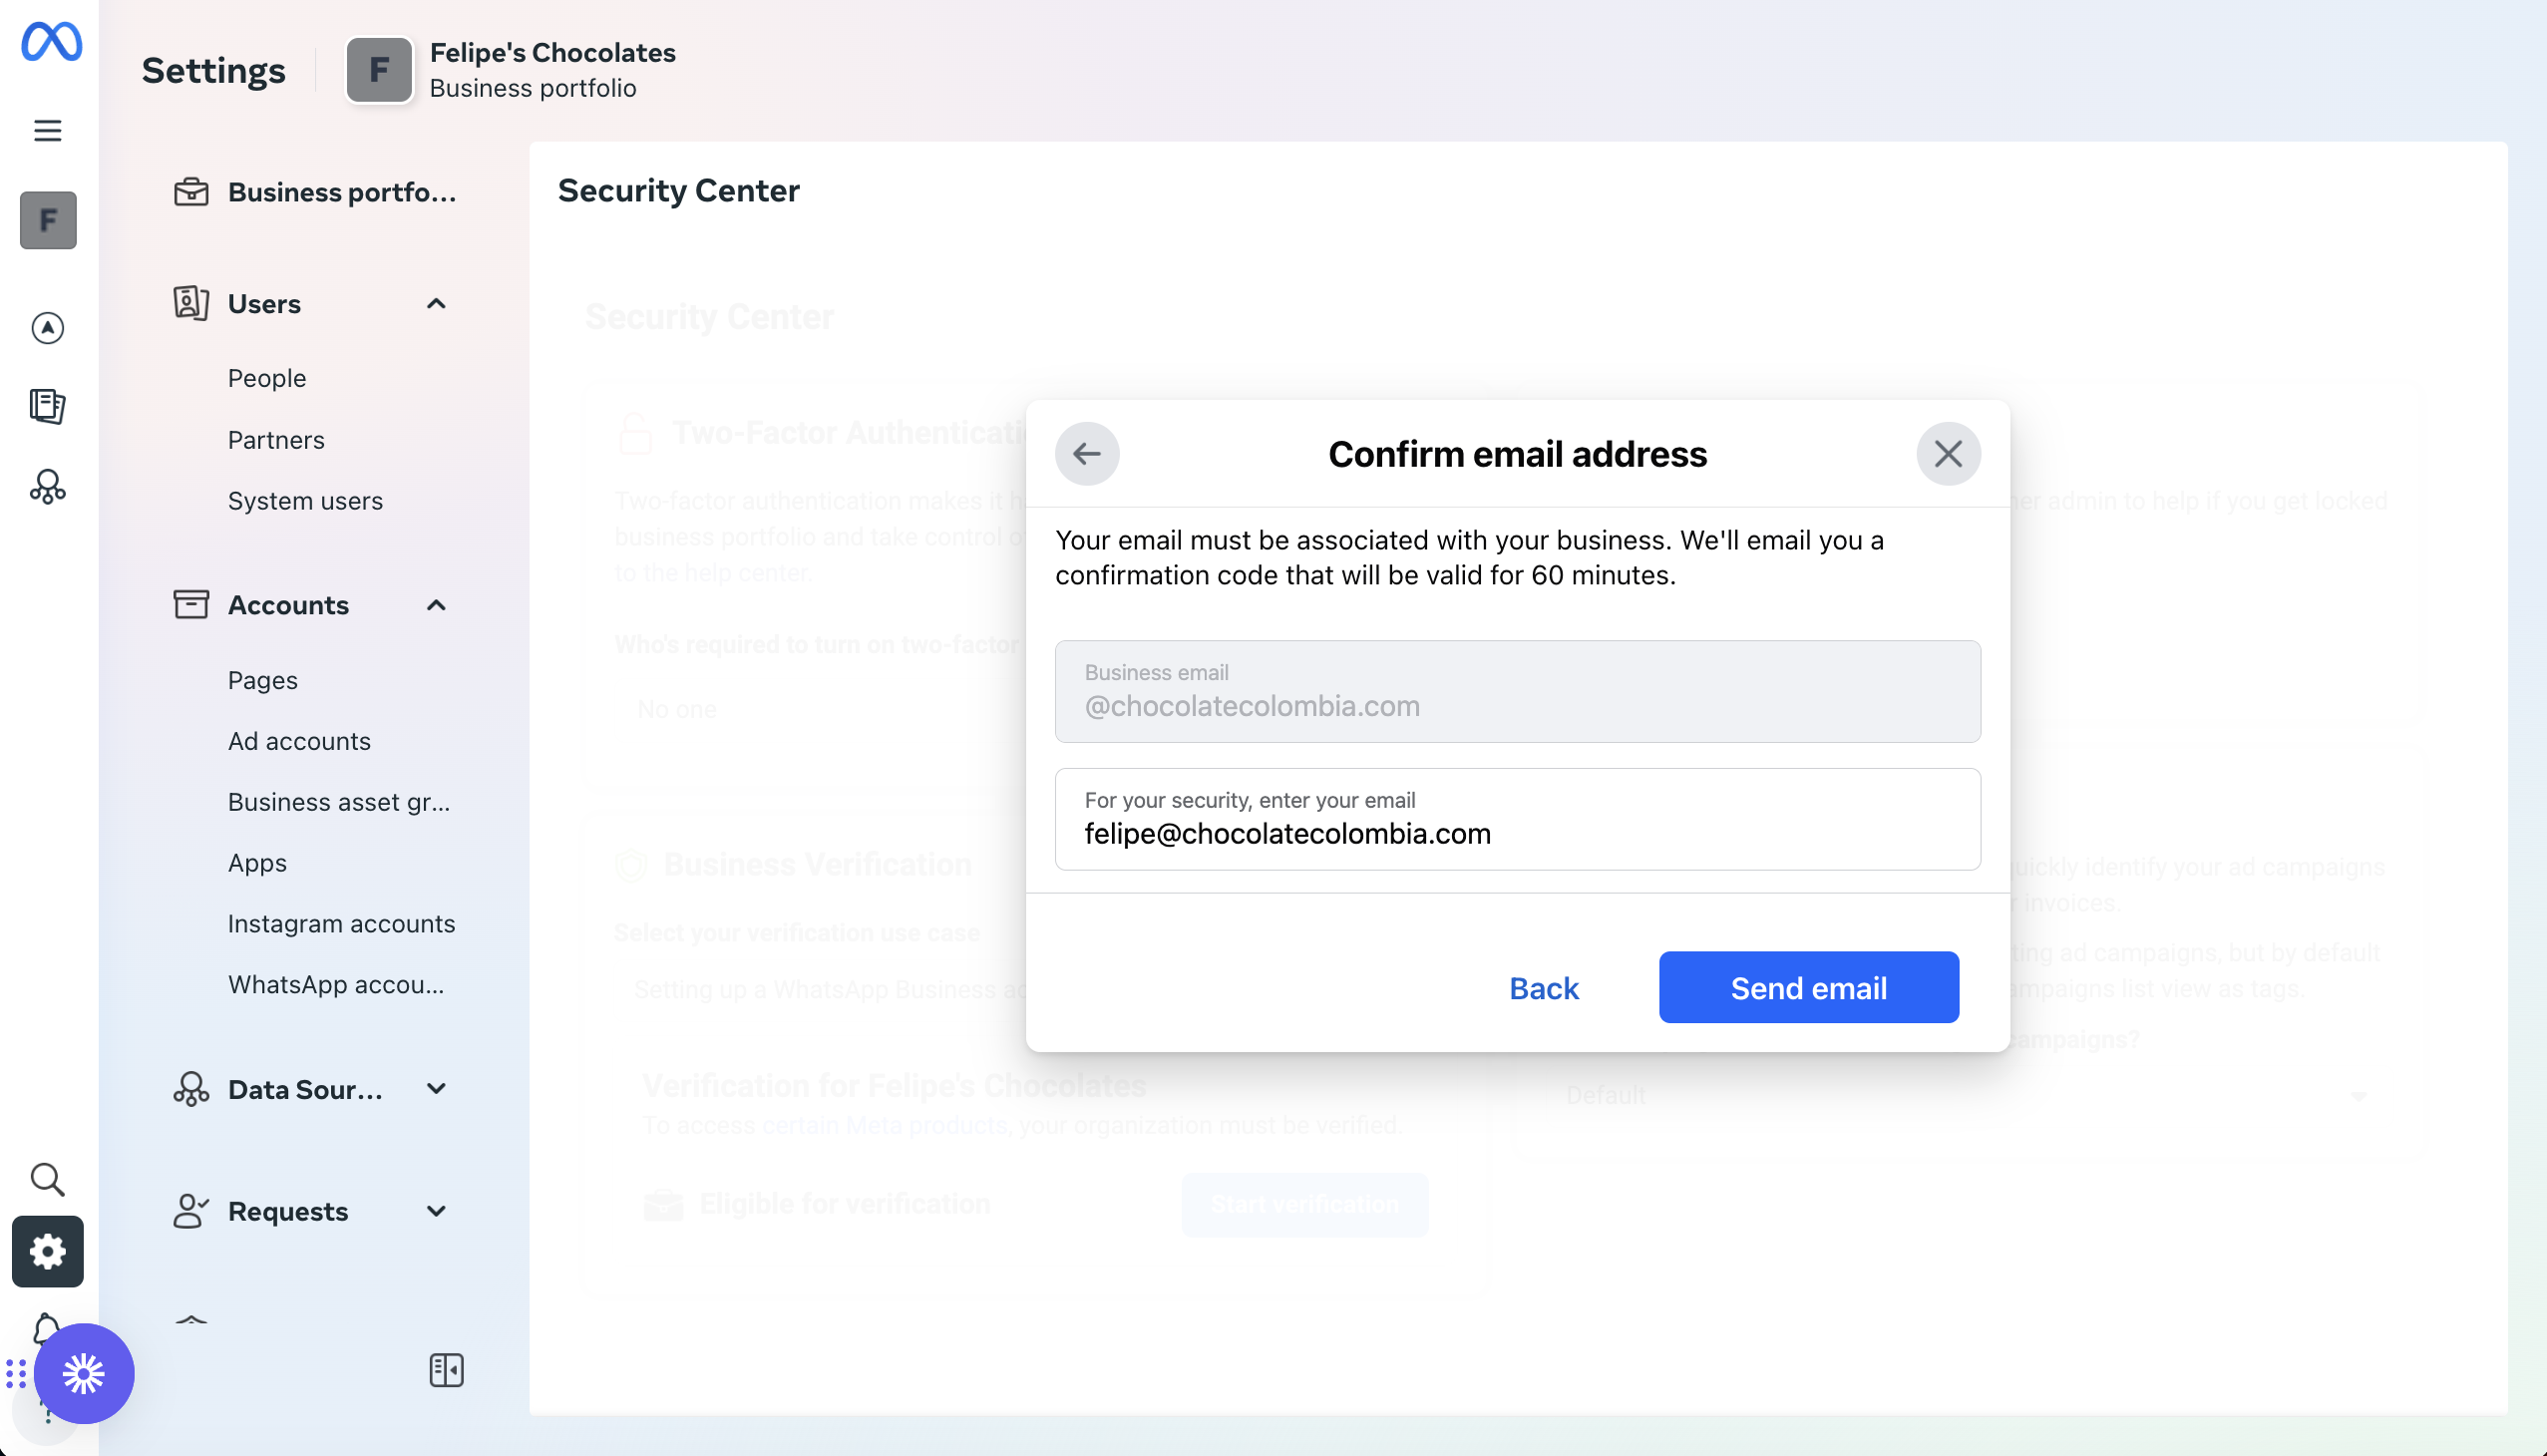 Settings
F
Felipe's Chocolates
Business portfolio
F
Business portfo...
Users
People
Partners
System users
Accounts
Pages
Ad accounts
Business asset gr...
Apps
Instagram accounts
WhatsApp accou...
Data Sour...
Requests
Security Center
Security Center
Two-Factor Authenticati
Two-factor authentication makes it h
business portfolio and take control o
to the help center.
Who's required to turn on two-factor
No one
Business Verification
Select your verification use case
Setting up a WhatsApp Business ac
Verification for Felipe's Chocolates
To access certain Meta products, your organization must be verified.
Eligible for verification
Start verification
Confirm email address
Your email must be associated with your business. We'll email you a
confirmation code that will be valid for 60 minutes.
Business email
@chocolatecolombia.com
For your security, enter your email
felipe@chocolatecolombia.com
Back
Send email
admin to help if you get locked
quickly identify your ad campaigns
invoices.
ting ad campaigns, but by default
ampaigns list view as tags.
campaigns?
Default